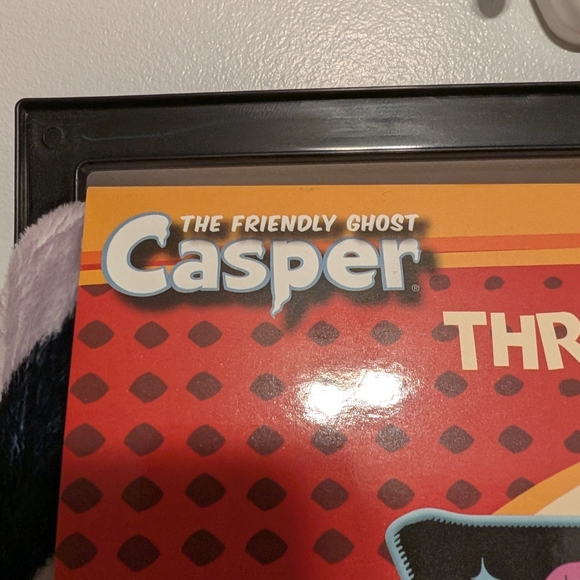 THE FRIENDLY GHOST
Casper®
THR